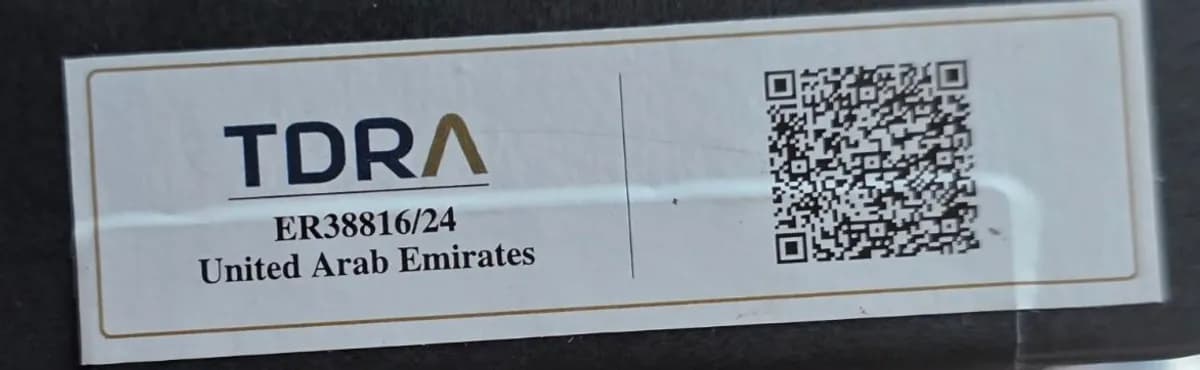 TDRA
ER38816/24
United Arab Emirates